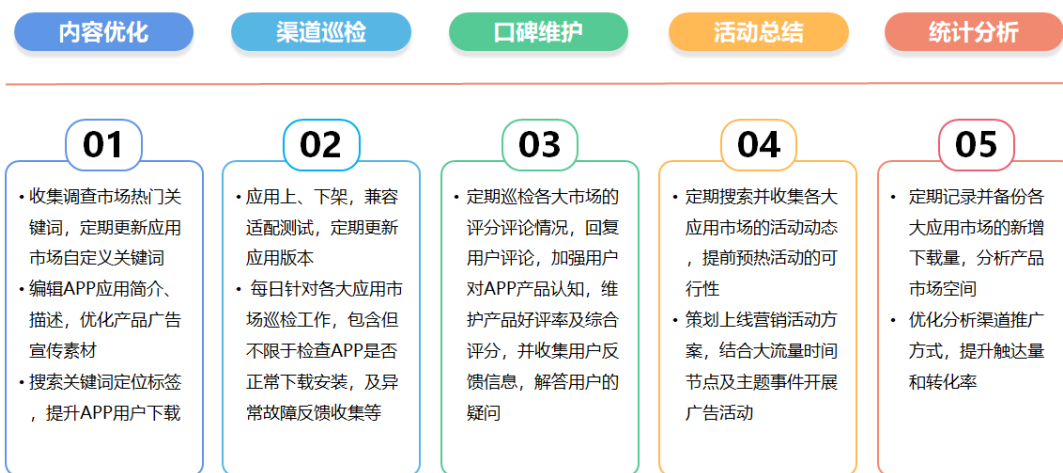 内容优化
渠道巡检
口碑维护
活动总结
统计分析
01
•收集调查市场热门关
键词，定期更新应用
市场自定义关键词
•编辑APP应用简介、
描述，优化产品广告
宣传素材
•搜索关键词定位标签
，提升APP用户下载
02
•应用上、下架，兼容
适配测试，定期更新
应用版本
•每日针对各大应用市
场巡检工作，包含但
不限于检查APP是否
正常下载安装，及异
常故障反馈收集等
03
•定期巡检各大市场的
评分评论情况，回复
用户评论，加强用户
对APP产品认知，维
护产品好评率及综合
评分，并收集用户反
馈信息，解答用户的
疑问
04
•定期搜索并收集各大
应用市场的活动动态
，提前预热活动的可
行性
•策划上线营销活动方
案，结合大流量时间
节点及主题事件开展
广告活动
05
•定期记录并备份各
大应用市场的新增
下载量，分析产品
市场空间
•优化分析渠道推广
方式，提升触达量
和转化率